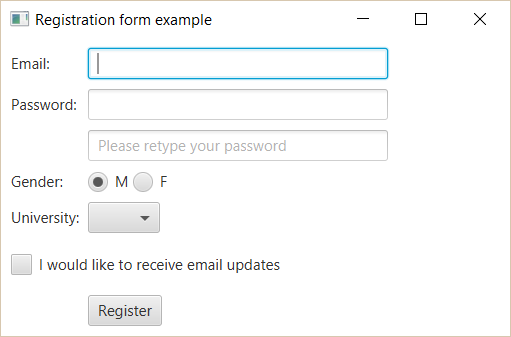 Registration form example
Email:
Password:
Please retype your password
Gender: M F
University:
I would like to receive email updates
Register